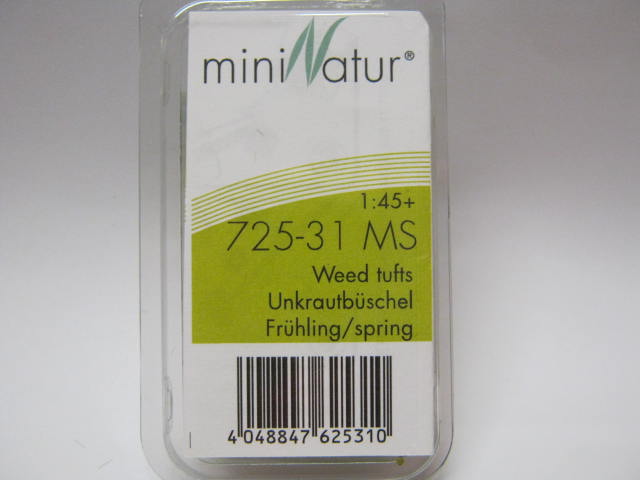 miniNatur®
1:45+
725-31 MS
Weed tufts
Unkrautbüschel
Frühling/spring
4 048847 625310